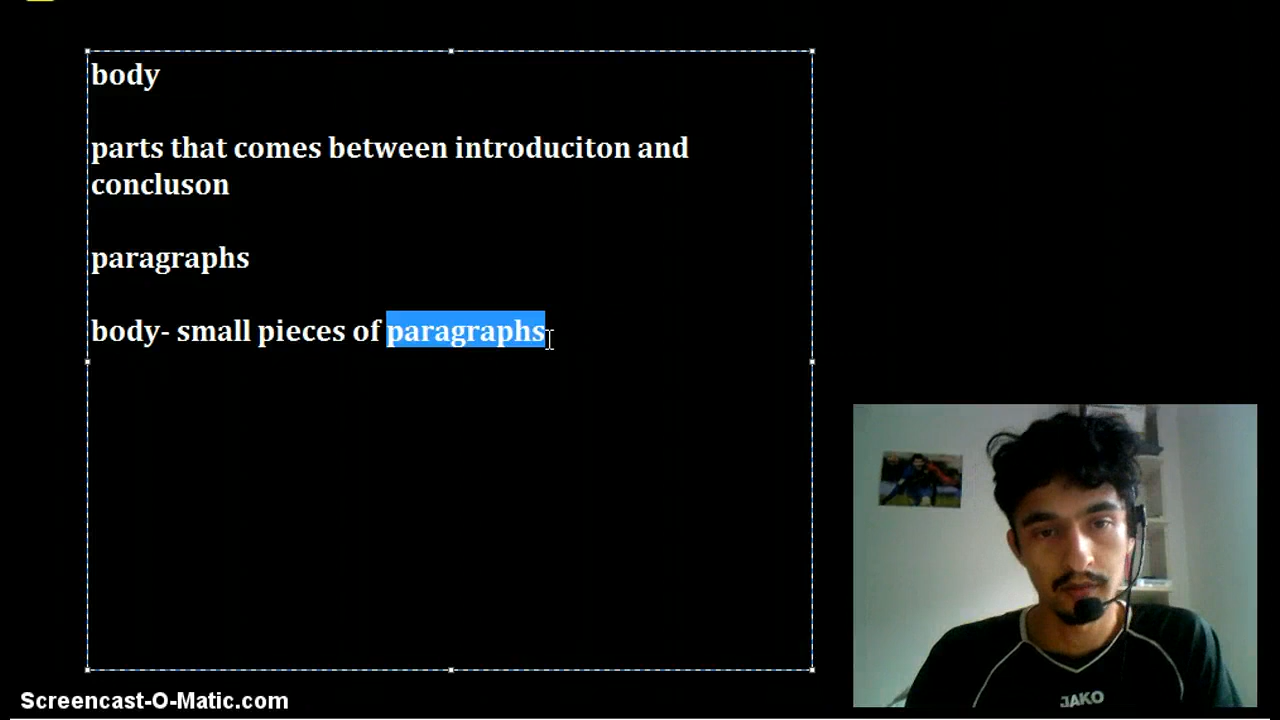 body
parts that comes between introduciton and
concluson
paragraphs
body- small pieces of paragraphs
JAKO
Screencast-O-Matic.com